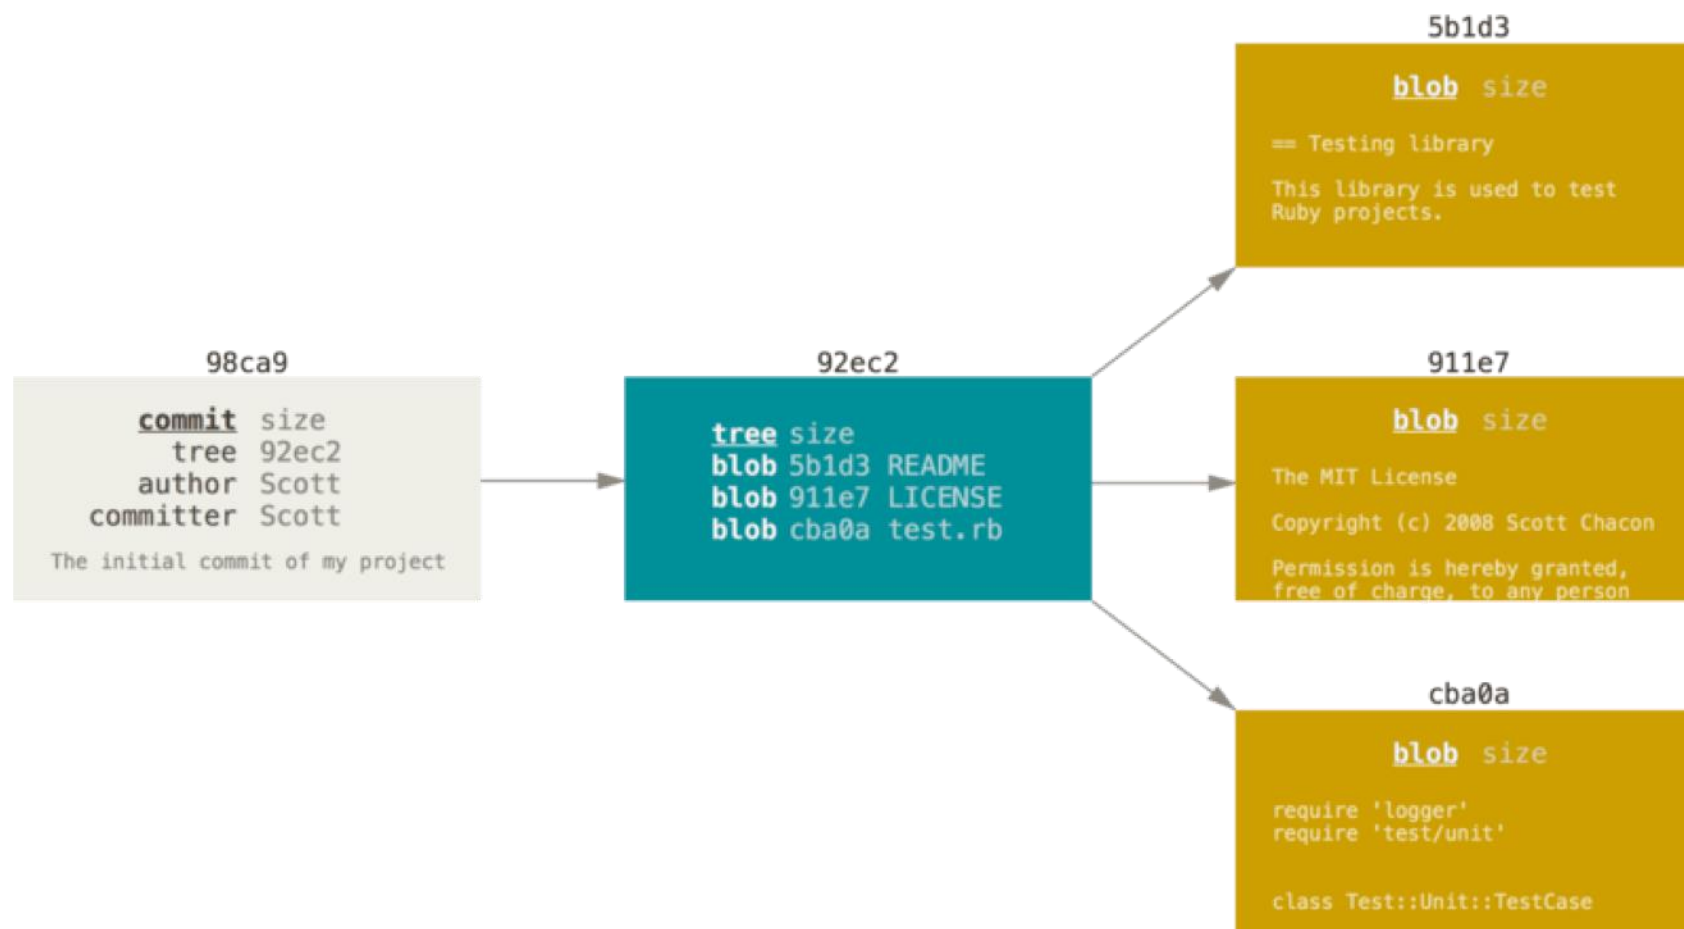 98ca9
commit size
tree 92ec2
author Scott
committer Scott
The initial commit of my project
92ec2
tree size
blob 5b1d3 README
blob 911e7 LICENSE
blob cba0a test.rb
5b1d3
blob size
== Testing library
This library is used to test
Ruby projects.
911e7
blob size
The MIT License
Copyright (c) 2008 Scott Chacon
Permission is hereby granted,
free of charge, to any person
cba0a
blob size
require 'logger'
require 'test/unit'
class Test::Unit::TestCase